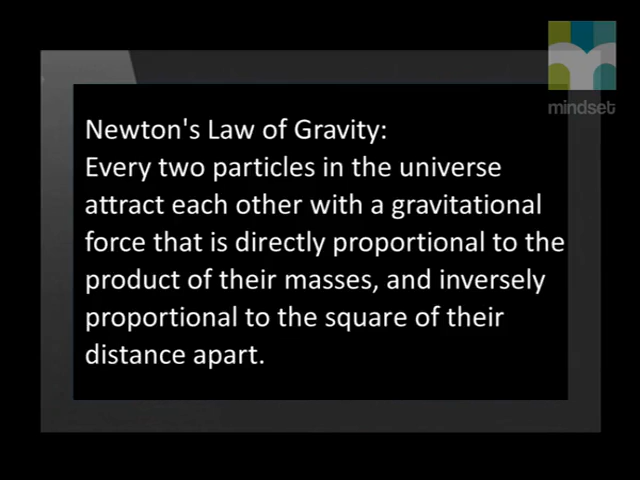 mindset
Newton's Law of Gravity:
Every two particles in the universe
attract each other with a gravitational
force that is directly proportional to the
product of their masses, and inversely
proportional to the square of their
distance apart.